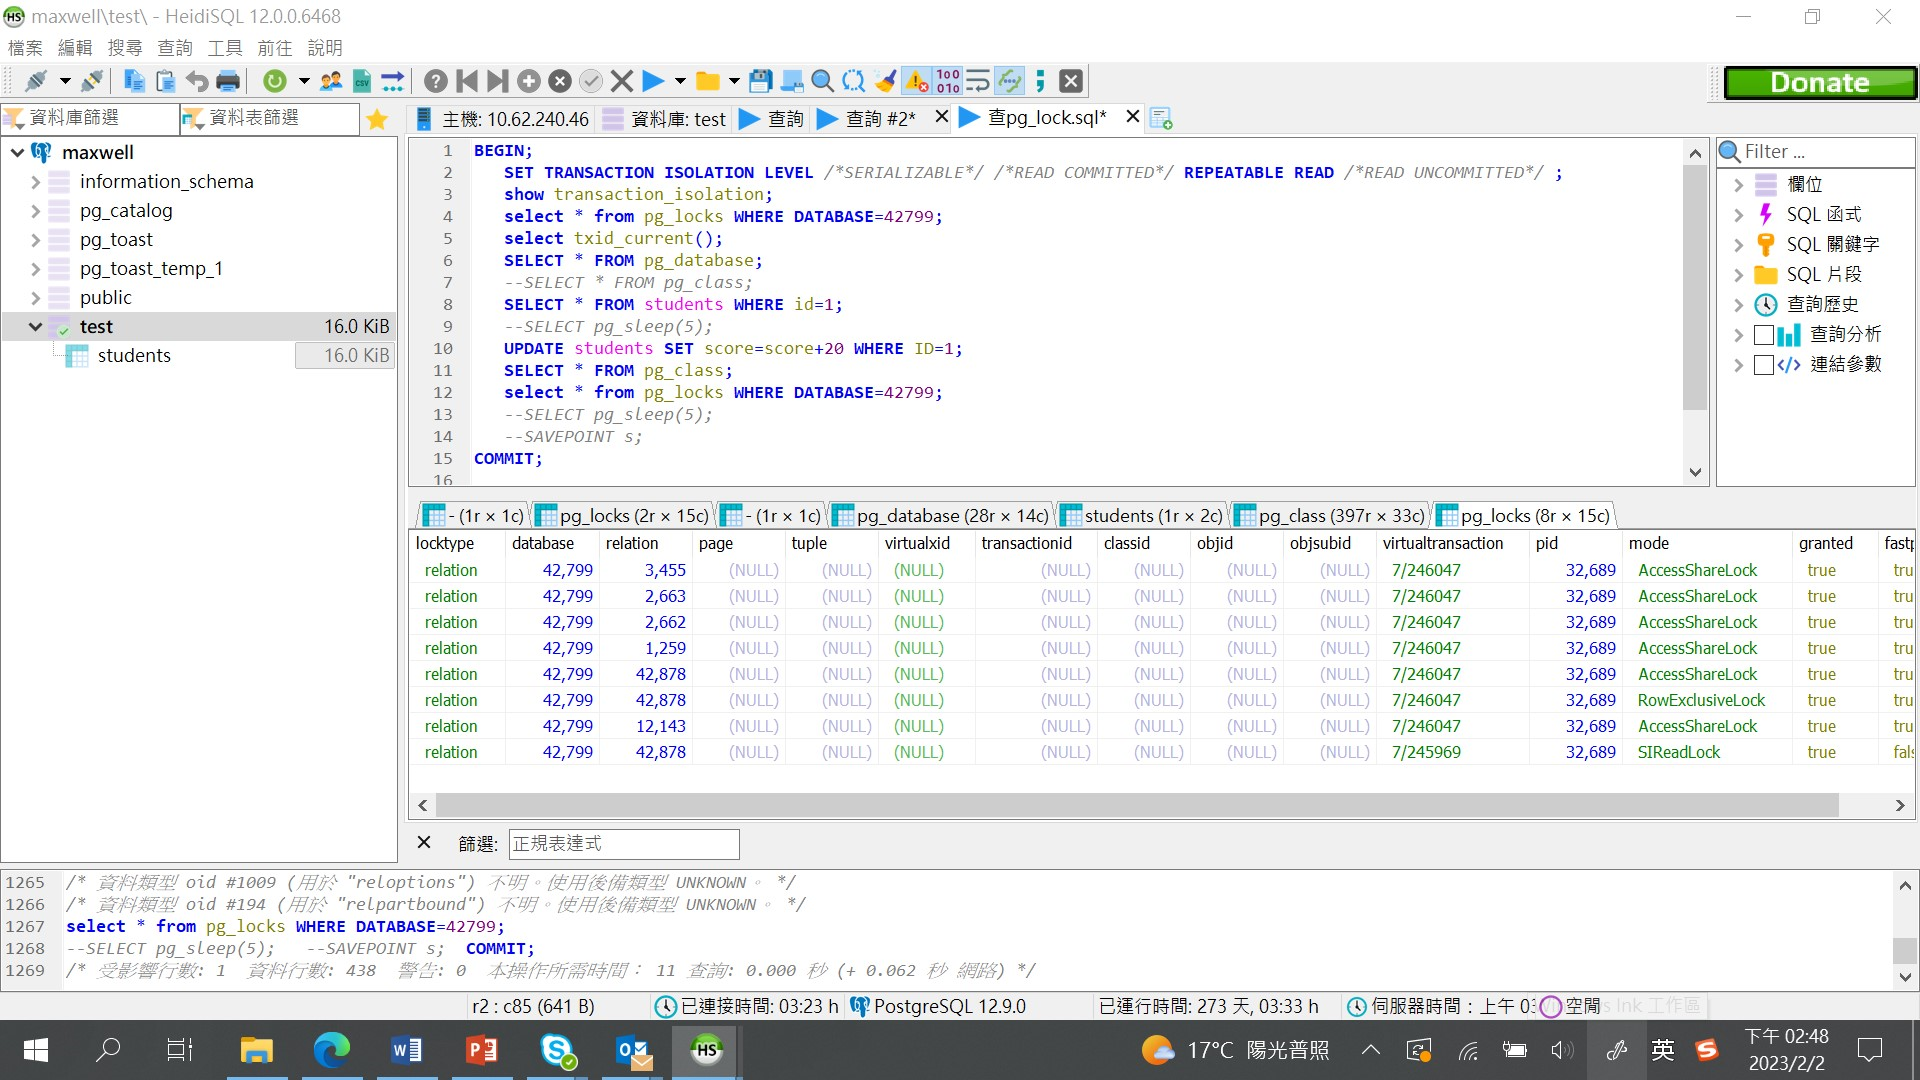 maxwell\test\ - HeidiSQL 12.0.0.6468
檔案 編輯 搜尋 查詢 工具 前往 說明
Donate
資料庫篩選 資料表篩選
主機: 10.62.240.46 資料庫: test 查詢 查詢 #2* 查pg_lock.sql*
maxwell
information_schema
pg_catalog
pg_toast
pg_toast_temp_1
public
test 16.0 KiB
students 16.0 KiB
1 BEGIN;
2 SET TRANSACTION ISOLATION LEVEL /*SERIALIZABLE*/ /*READ COMMITTED*/ REPEATABLE READ /*READ UNCOMMITTED*/ ;
3 show transaction_isolation;
4 select * from pg_locks WHERE DATABASE=42799;
5 select txid_current();
6 SELECT * FROM pg_database;
7 --SELECT * FROM pg_class;
8 SELECT * FROM students WHERE id=1;
9 --SELECT pg_sleep(5);
10 UPDATE students SET score=score+20 WHERE ID=1;
11 SELECT * FROM pg_class;
12 select * from pg_locks WHERE DATABASE=42799;
13 --SELECT pg_sleep(5);
14 --SAVEPOINT s;
15 COMMIT;
16
Filter ...
欄位
SQL 函式
SQL 關鍵字
SQL 片段
查詢歷史
查詢分析
連結參數
- (1r × 1c) pg_locks (2r × 15c) - (1r × 1c) pg_database (28r × 14c) students (1r × 2c) pg_class (397r × 33c) pg_locks (8r × 15c)
locktype database relation page tuple virtualxid transactionid classid objid objsubid virtualtransaction pid mode granted fastp
relation 42,799 3,455 (NULL) (NULL) (NULL) (NULL) (NULL) (NULL) (NULL) 7/246047 32,689 AccessShareLock true tru
relation 42,799 2,663 (NULL) (NULL) (NULL) (NULL) (NULL) (NULL) (NULL) 7/246047 32,689 AccessShareLock true tru
relation 42,799 2,662 (NULL) (NULL) (NULL) (NULL) (NULL) (NULL) (NULL) 7/246047 32,689 AccessShareLock true tru
relation 42,799 1,259 (NULL) (NULL) (NULL) (NULL) (NULL) (NULL) (NULL) 7/246047 32,689 AccessShareLock true tru
relation 42,799 42,878 (NULL) (NULL) (NULL) (NULL) (NULL) (NULL) (NULL) 7/246047 32,689 AccessShareLock true tru
relation 42,799 42,878 (NULL) (NULL) (NULL) (NULL) (NULL) (NULL) (NULL) 7/246047 32,689 RowExclusiveLock true tru
relation 42,799 12,143 (NULL) (NULL) (NULL) (NULL) (NULL) (NULL) (NULL) 7/246047 32,689 AccessShareLock true tru
relation 42,799 42,878 (NULL) (NULL) (NULL) (NULL) (NULL) (NULL) (NULL) 7/245969 32,689 SIReadLock true fals
篩選: 正規表達式
1265 /* 資料類型 oid #1009 (用於 "reloptions") 不明。使用後備類型 UNKNOWN。 */
1266 /* 資料類型 oid #194 (用於 "relpartbound") 不明。使用後備類型 UNKNOWN。 */
1267 select * from pg_locks WHERE DATABASE=42799;
1268 --SELECT pg_sleep(5); --SAVEPOINT s; COMMIT;
1269 /* 受影響行數: 1 資料行數: 438 警告: 0 本操作所需時間： 11 查詢: 0.000 秒 (+ 0.062 秒 網路) */
r2 : c85 (641 B) 已連接時間: 03:23 h PostgreSQL 12.9.0 已運行時間: 273 天, 03:33 h 伺服器時間：上午 03 空閒 Ink 工作區
17°C 陽光普照 英 下午 02:48
2023/2/2